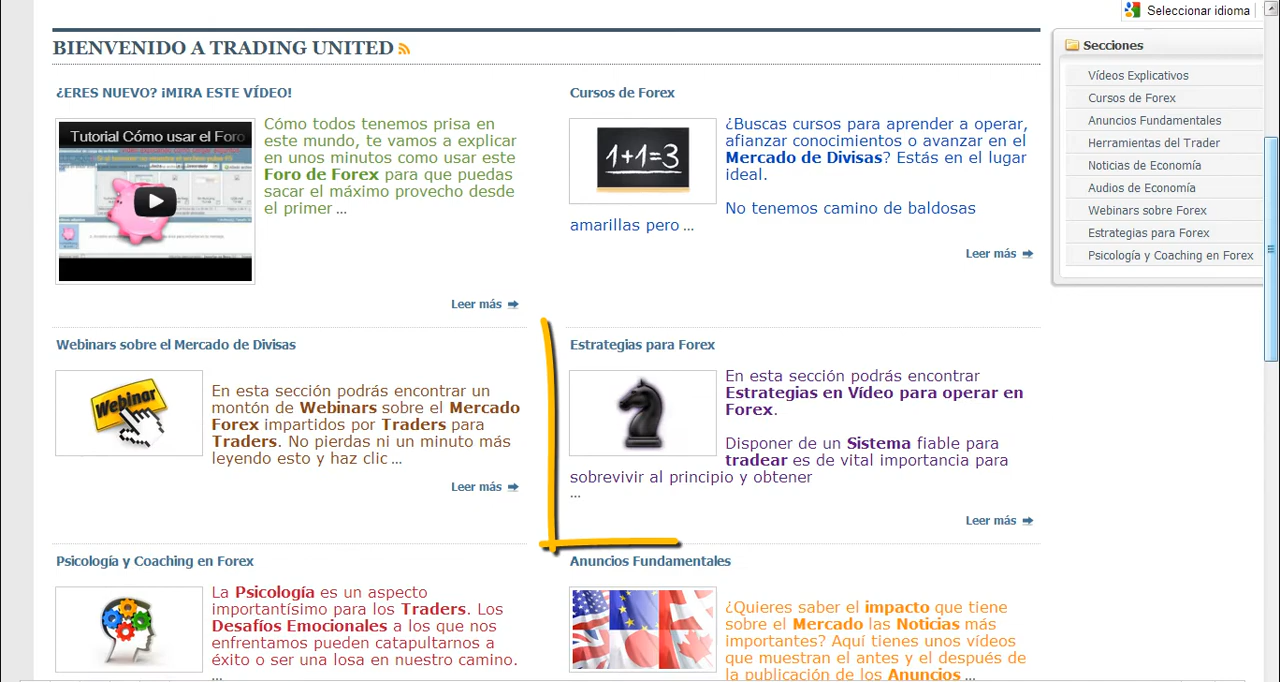 Seleccionar idioma
BIENVENIDO A TRADING UNITED
¿ERES NUEVO? ¡MIRA ESTE VÍDEO!
Tutorial Cómo usar el Foro
Cómo todos tenemos prisa en
este mundo, te vamos a explicar
en unos minutos como usar este
Foro de Forex para que puedas
sacar el máximo provecho desde
el primer ...
Leer más
Cursos de Forex
1+1=3
¿Buscas cursos para aprender a operar,
afianzar conocimientos o avanzar en el
Mercado de Divisas? Estás en el lugar
ideal.
No tenemos camino de baldosas
amarillas pero ...
Leer más
Webinars sobre el Mercado de Divisas
Webinar
En esta sección podrás encontrar un
montón de Webinars sobre el Mercado
Forex impartidos por Traders para
Traders. No pierdas ni un minuto más
leyendo esto y haz clic ...
Leer más
Estrategias para Forex
En esta sección podrás encontrar
Estrategias en Vídeo para operar en
Forex.
Disponer de un Sistema fiable para
tradear es de vital importancia para
sobrevivir al principio y obtener
...
Leer más
Psicología y Coaching en Forex
La Psicología es un aspecto
importantísimo para los Traders. Los
Desafíos Emocionales a los que nos
enfrentamos pueden catapultarnos a
éxito o ser una losa en nuestro camino.
...
Anuncios Fundamentales
¿Quieres saber el impacto que tiene
sobre el Mercado las Noticias más
importantes? Aquí tienes unos vídeos
que muestran el antes y el después de
la publicación de los Anuncios ...
Secciones
Vídeos Explicativos
Cursos de Forex
Anuncios Fundamentales
Herramientas del Trader
Noticias de Economía
Audios de Economía
Webinars sobre Forex
Estrategias para Forex
Psicología y Coaching en Forex